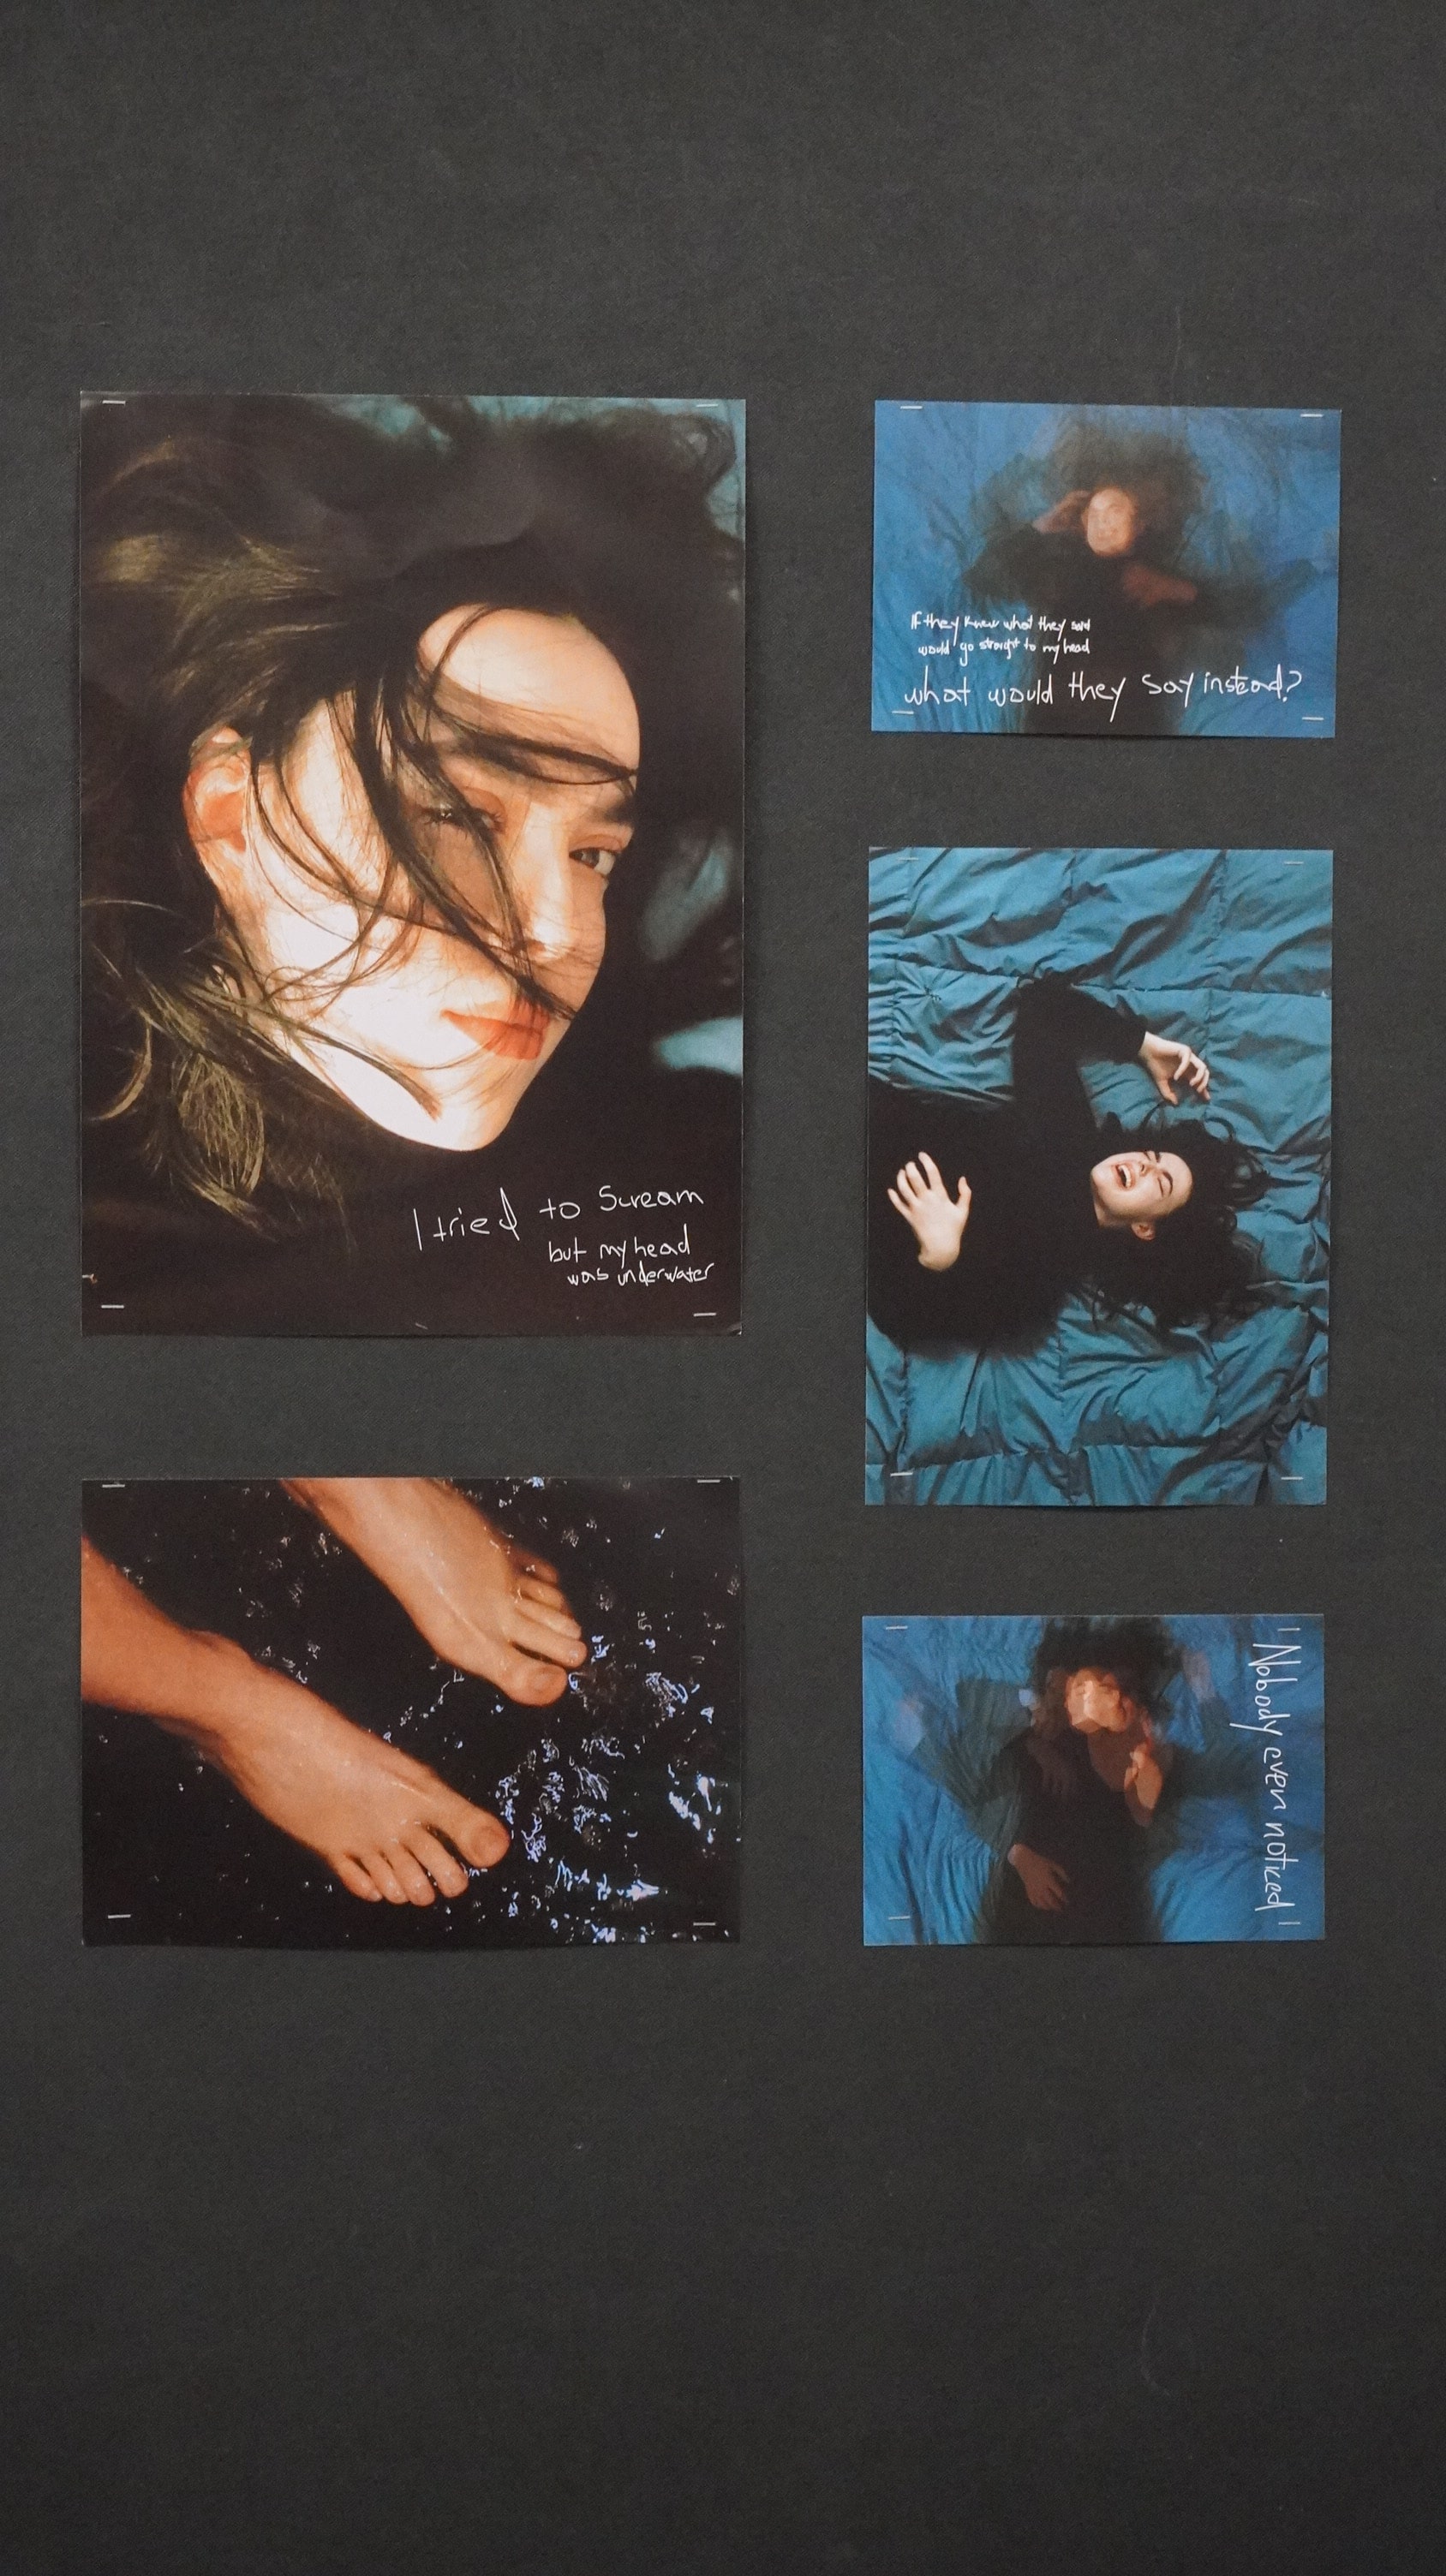 I tried to Scream
but my head
was underwater
If they knew what they said
would go straight to my head
what would they say instead?
Nobody even noticed